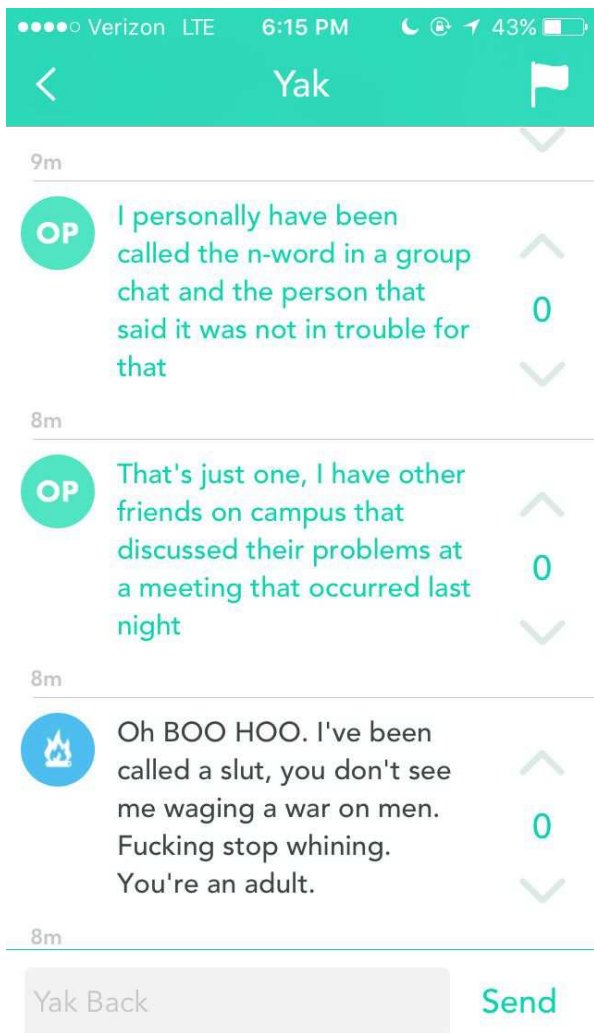 Verizon LTE 6:15 PM 43%
Yak
9m
OP
I personally have been
called the n-word in a group
chat and the person that
said it was not in trouble for
that
0
8m
OP
That's just one, I have other
friends on campus that
discussed their problems at
a meeting that occurred last
night
0
8m
Oh BOO HOO. I've been
called a slut, you don't see
me waging a war on men.
Fucking stop whining.
You're an adult.
0
8m
Yak Back Send